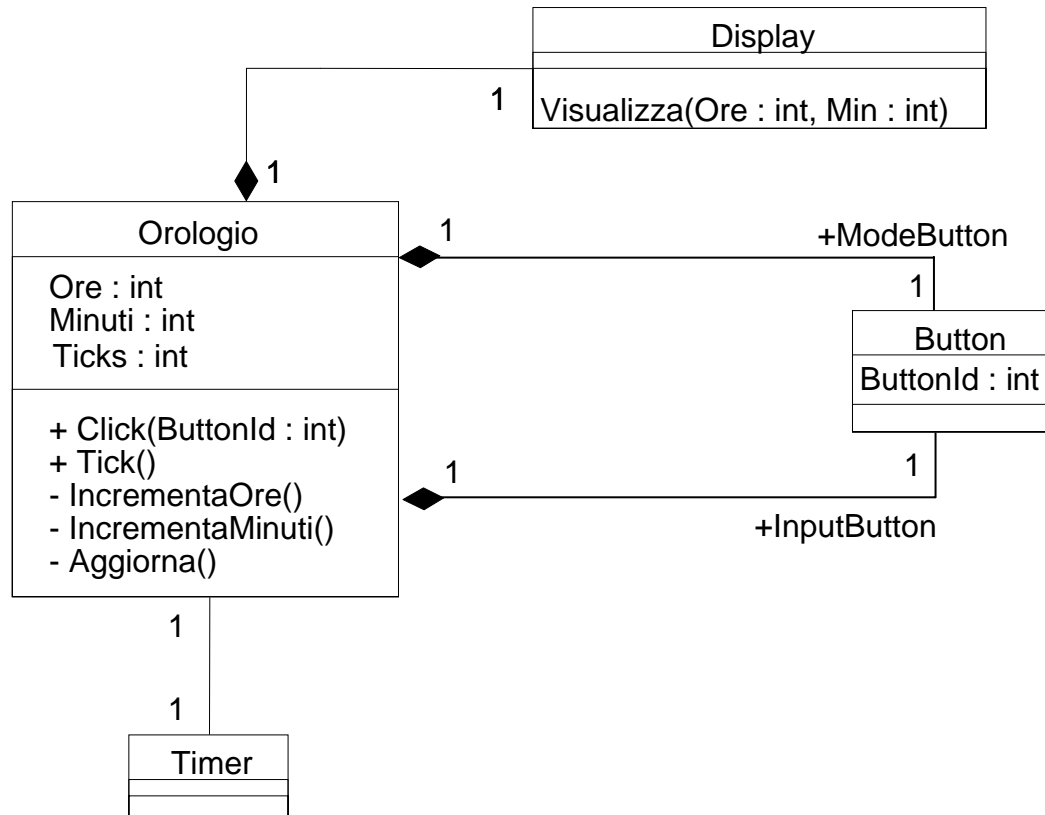 Display
Visualizza(Ore : int, Min : int)
1
1
Orologio
Ore : int
Minuti : int
Ticks : int
+ Click(ButtonId : int)
+ Tick()
- IncrementaOre()
- IncrementaMinuti()
- Aggiorna()
1
+ModeButton
1
Button
ButtonId : int
1
1
+InputButton
1
1
Timer